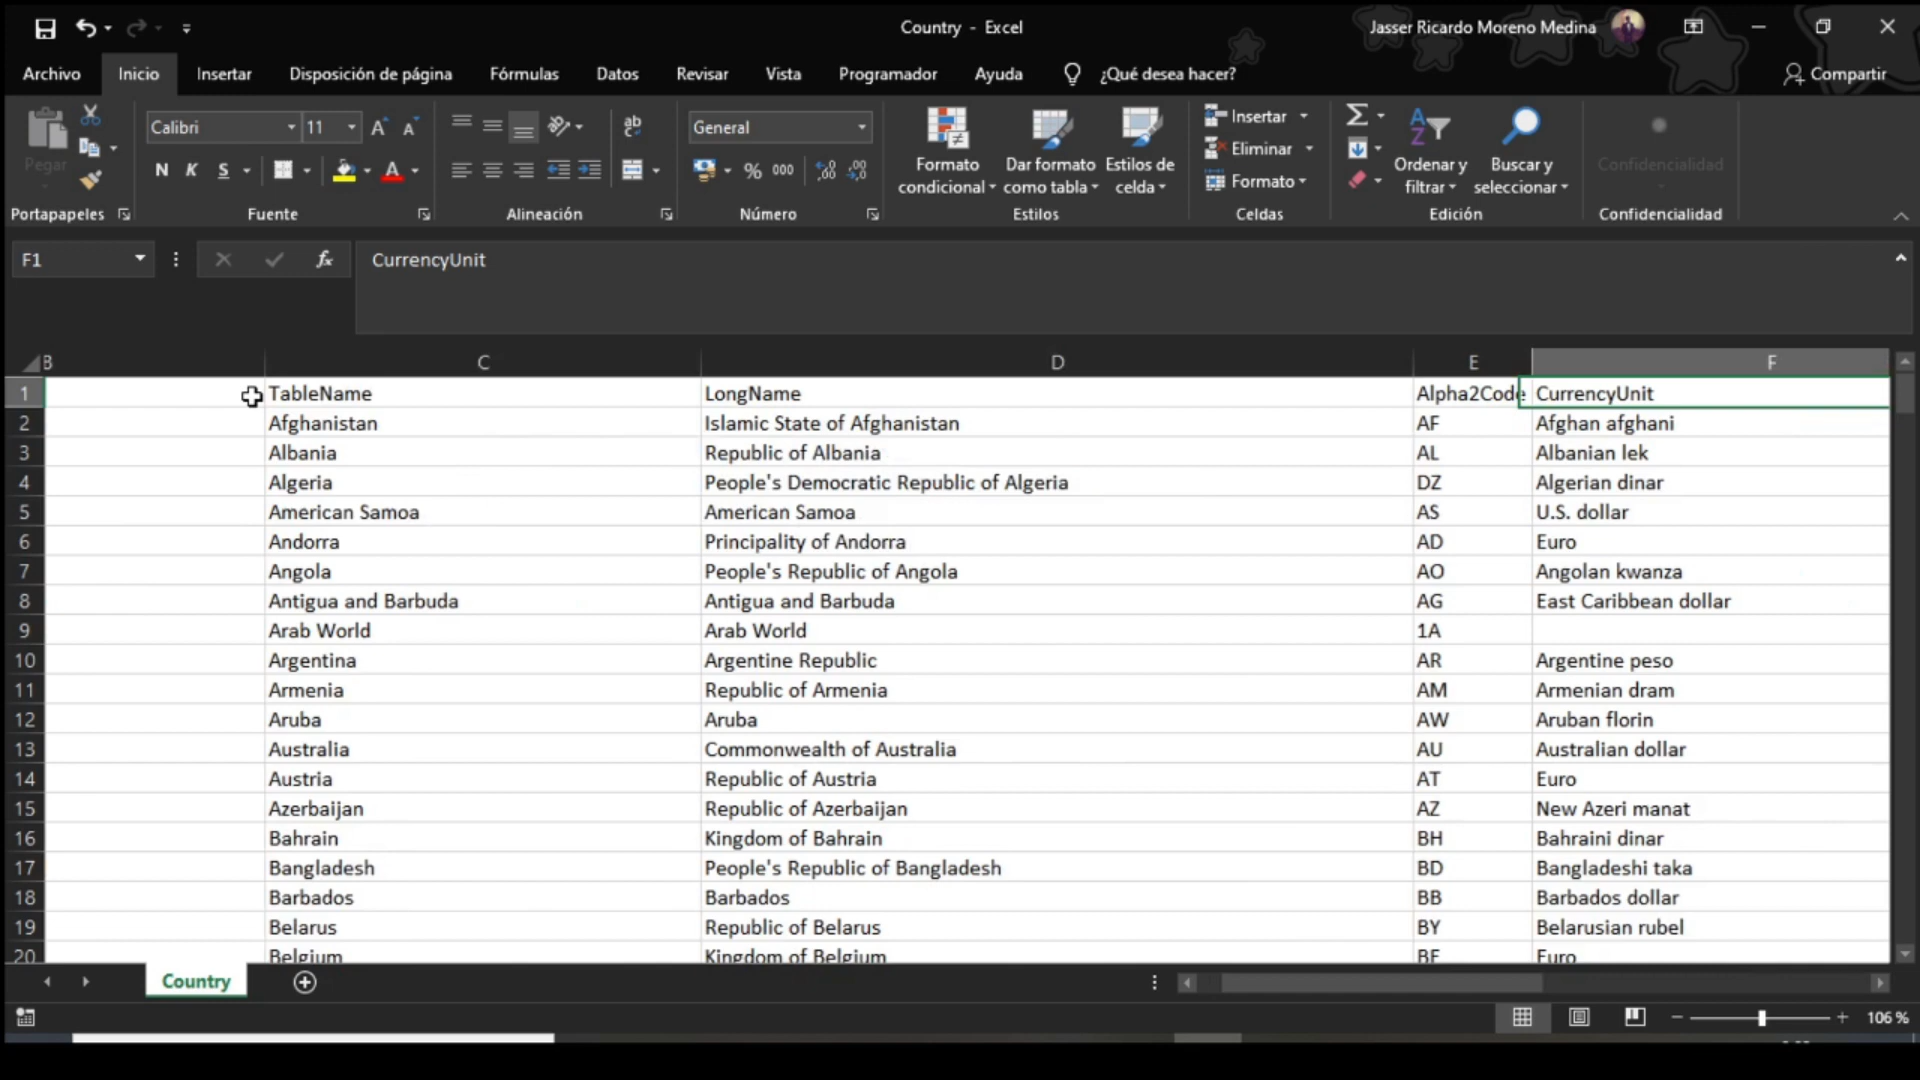 Country - Excel
Jasser Ricardo Moreno Medina
Archivo Inicio Insertar Disposición de página Fórmulas Datos Revisar Vista Programador Ayuda ¿Qué desea hacer? Compartir
Pegar
Portapapeles
Calibri 11
N K S
Fuente
ab
Alineación
General
% 000
Número
Formato condicional
Dar formato como tabla
Estilos de celda
Estilos
Insertar
Eliminar
Formato
Celdas
Ordenar y filtrar
Buscar y seleccionar
Edición
Confidencialidad
Confidencialidad
F1 fx CurrencyUnit
B C D E F
1 TableName LongName Alpha2Code CurrencyUnit
2 Afghanistan Islamic State of Afghanistan AF Afghan afghani
3 Albania Republic of Albania AL Albanian lek
4 Algeria People's Democratic Republic of Algeria DZ Algerian dinar
5 American Samoa American Samoa AS U.S. dollar
6 Andorra Principality of Andorra AD Euro
7 Angola People's Republic of Angola AO Angolan kwanza
8 Antigua and Barbuda Antigua and Barbuda AG East Caribbean dollar
9 Arab World Arab World 1A
10 Argentina Argentine Republic AR Argentine peso
11 Armenia Republic of Armenia AM Armenian dram
12 Aruba Aruba AW Aruban florin
13 Australia Commonwealth of Australia AU Australian dollar
14 Austria Republic of Austria AT Euro
15 Azerbaijan Republic of Azerbaijan AZ New Azeri manat
16 Bahrain Kingdom of Bahrain BH Bahraini dinar
17 Bangladesh People's Republic of Bangladesh BD Bangladeshi taka
18 Barbados Barbados BB Barbados dollar
19 Belarus Republic of Belarus BY Belarusian rubel
20 Belgium Kingdom of Belgium BE Euro
Country
106 %